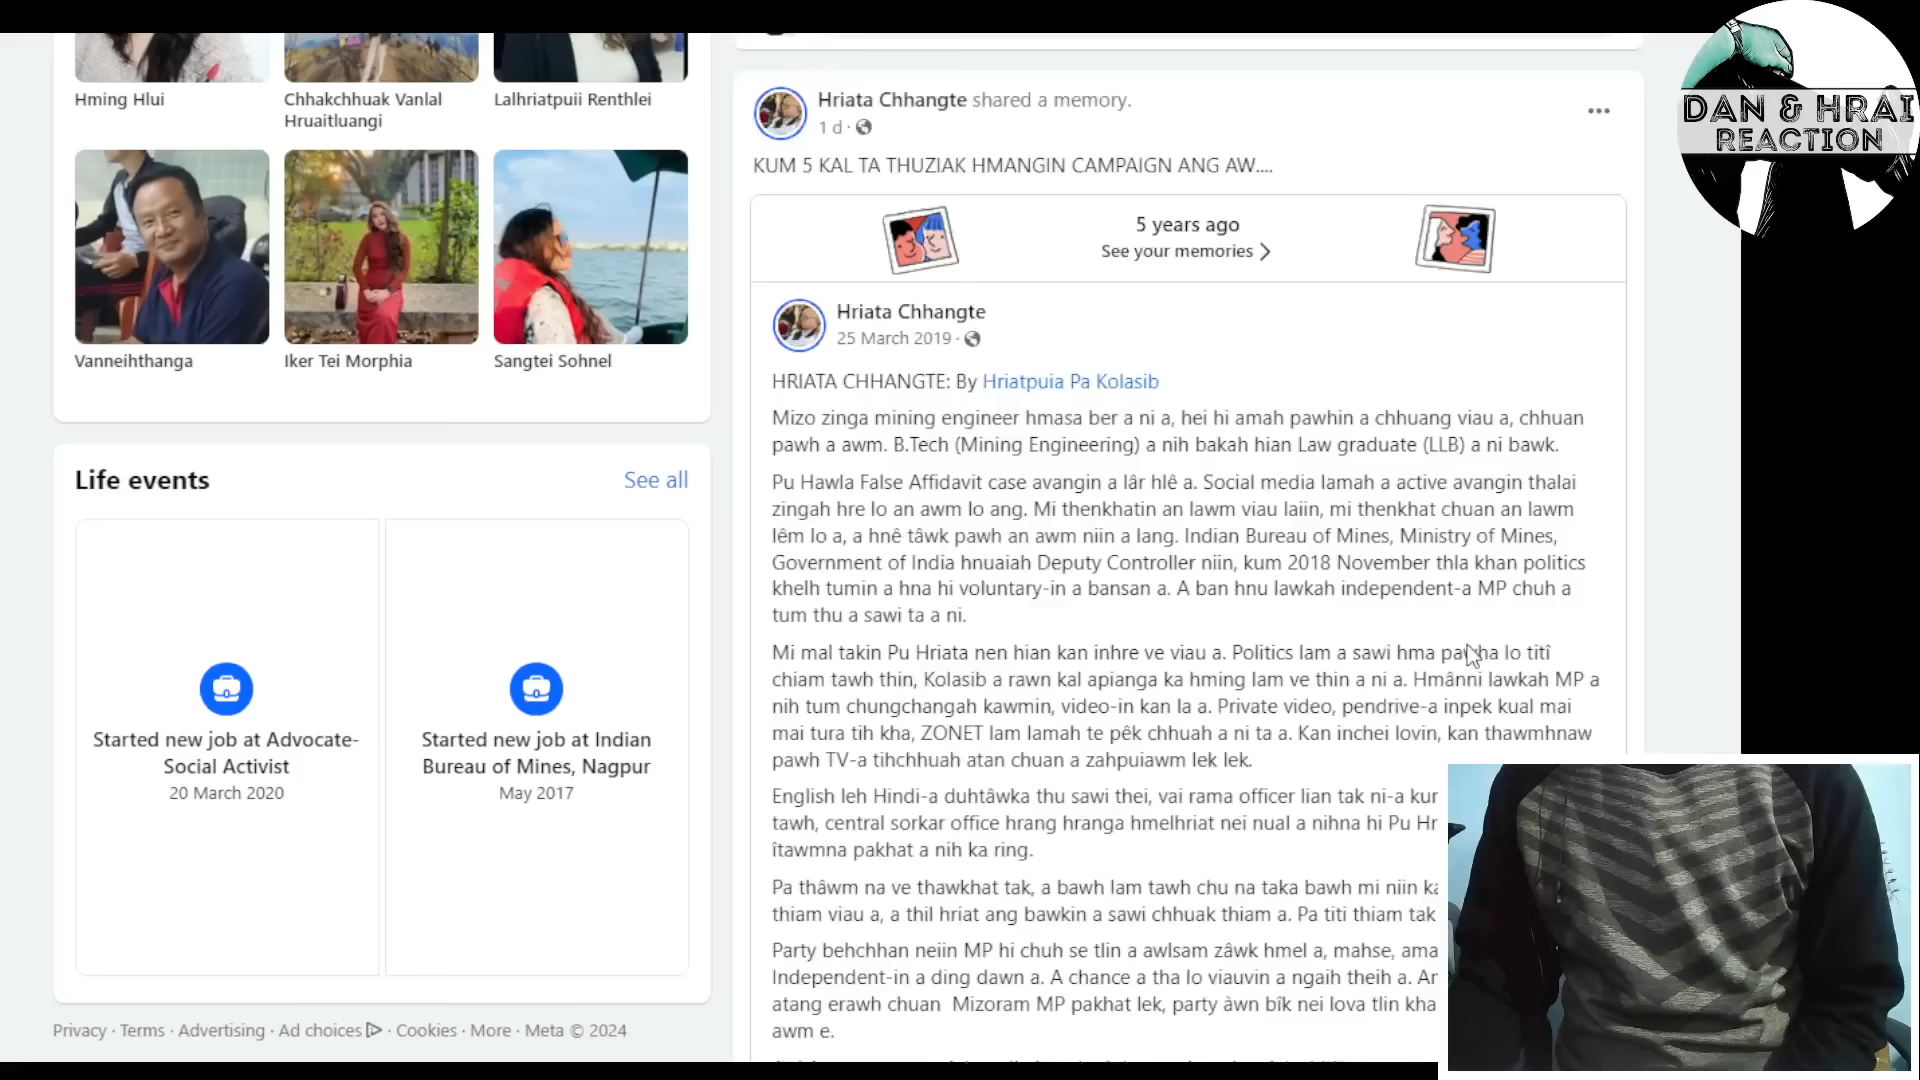 Hming Hlui
Chhakchhuak Vanlal
Hruaitluangi
Lalhriatpuii Renthlei
Vanneihthanga
Iker Tei Morphia
Sangtei Sohnel
Life events
See all
Started new job at Advocate-
Social Activist
20 March 2020
Started new job at Indian
Bureau of Mines, Nagpur
May 2017
Privacy · Terms · Advertising · Ad choices · Cookies · More · Meta © 2024
Hriata Chhangte shared a memory.
1 d ·
KUM 5 KAL TA THUZIAK HMANGIN CAMPAIGN ANG AW....
5 years ago
See your memories
Hriata Chhangte
25 March 2019 ·
HRIATA CHHANGTE: By Hriatpuia Pa Kolasib
Mizo zinga mining engineer hmasa ber a ni a, hei hi amah pawhin a chhuang viau a, chhuan
pawh a awm. B.Tech (Mining Engineering) a nih bakah hian Law graduate (LLB) a ni bawk.
Pu Hawla False Affidavit case avangin a lâr hlê a. Social media lamah a active avangin thalai
zingah hre lo an awm lo ang. Mi thenkhatin an lawm viau laiin, mi thenkhat chuan an lawm
lêm lo a, a hnê tâwk pawh an awm niin a lang. Indian Bureau of Mines, Ministry of Mines,
Government of India hnuaiah Deputy Controller niin, kum 2018 November thla khan politics
khelh tumin a hna hi voluntary-in a bansan a. A ban hnu lawkah independent-a MP chuh a
tum thu a sawi ta a ni.
Mi mal takin Pu Hriata nen hian kan inhre ve viau a. Politics lam a sawi hma lo titî
chiam tawh thin, Kolasib a rawn kal apianga ka hming lam ve thin a ni a. Hmânni lawkah MP a
nih tum chungchangah kawmin, video-in kan la a. Private video, pendrive-a inpek kual mai
mai tura tih kha, ZONET lam lamah te pêk chhuah a ni ta a. Kan inchei lovin, kan thawmhnaw
pawh TV-a tihchhuah atan chuan a zahpuiawm lek lek.
English leh Hindi-a duhtâwka thu sawi thei, vai rama officer lian tak ni-a kur
tawh, central sorkar office hrang hranga hmelhriat nei nual a nihna hi Pu Hr
îtawmna pakhat a nih ka ring.
Pa thâwm na ve thawkhat tak, a bawh lam tawh chu na taka bawh mi niin ka
thiam viau a, a thil hriat ang bawkin a sawi chhuak thiam a. Pa titi thiam tak
Party behchhan neiin MP hi chuh se tlin a awlsam zâwk hmel a, mahse, ama
Independent-in a ding dawn a. A chance a tha lo viauvin a ngaih theih a. Ar
atang erawh chuan Mizoram MP pakhat lek, party àwn bîk nei lova tlin kha
awm e.
DAN & HRAI
REACTION